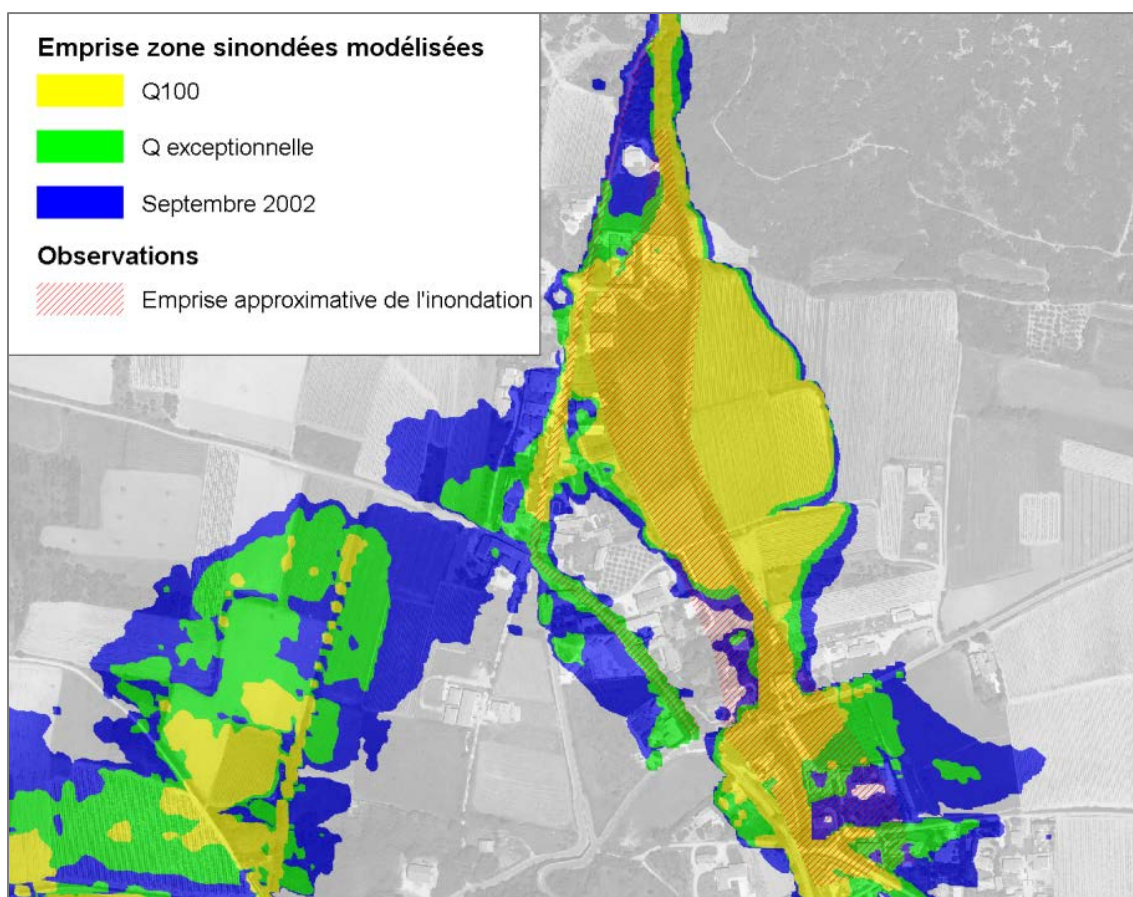 Emprise zone sinondées modélisées
Q100
Q exceptionnelle
Septembre 2002
Observations
Emprise approximative de l'inondation